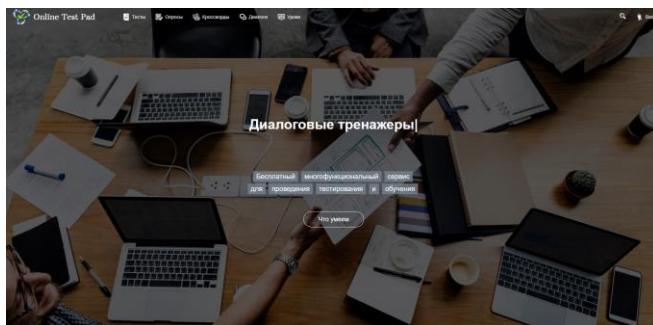 Online Test Pad Тесты Опросы Кроссворды Диалоги Уроки
Диалоговые тренажеры
Бесплатный многофункциональный сервис
для проведения тестирования и обучения
Что умеем